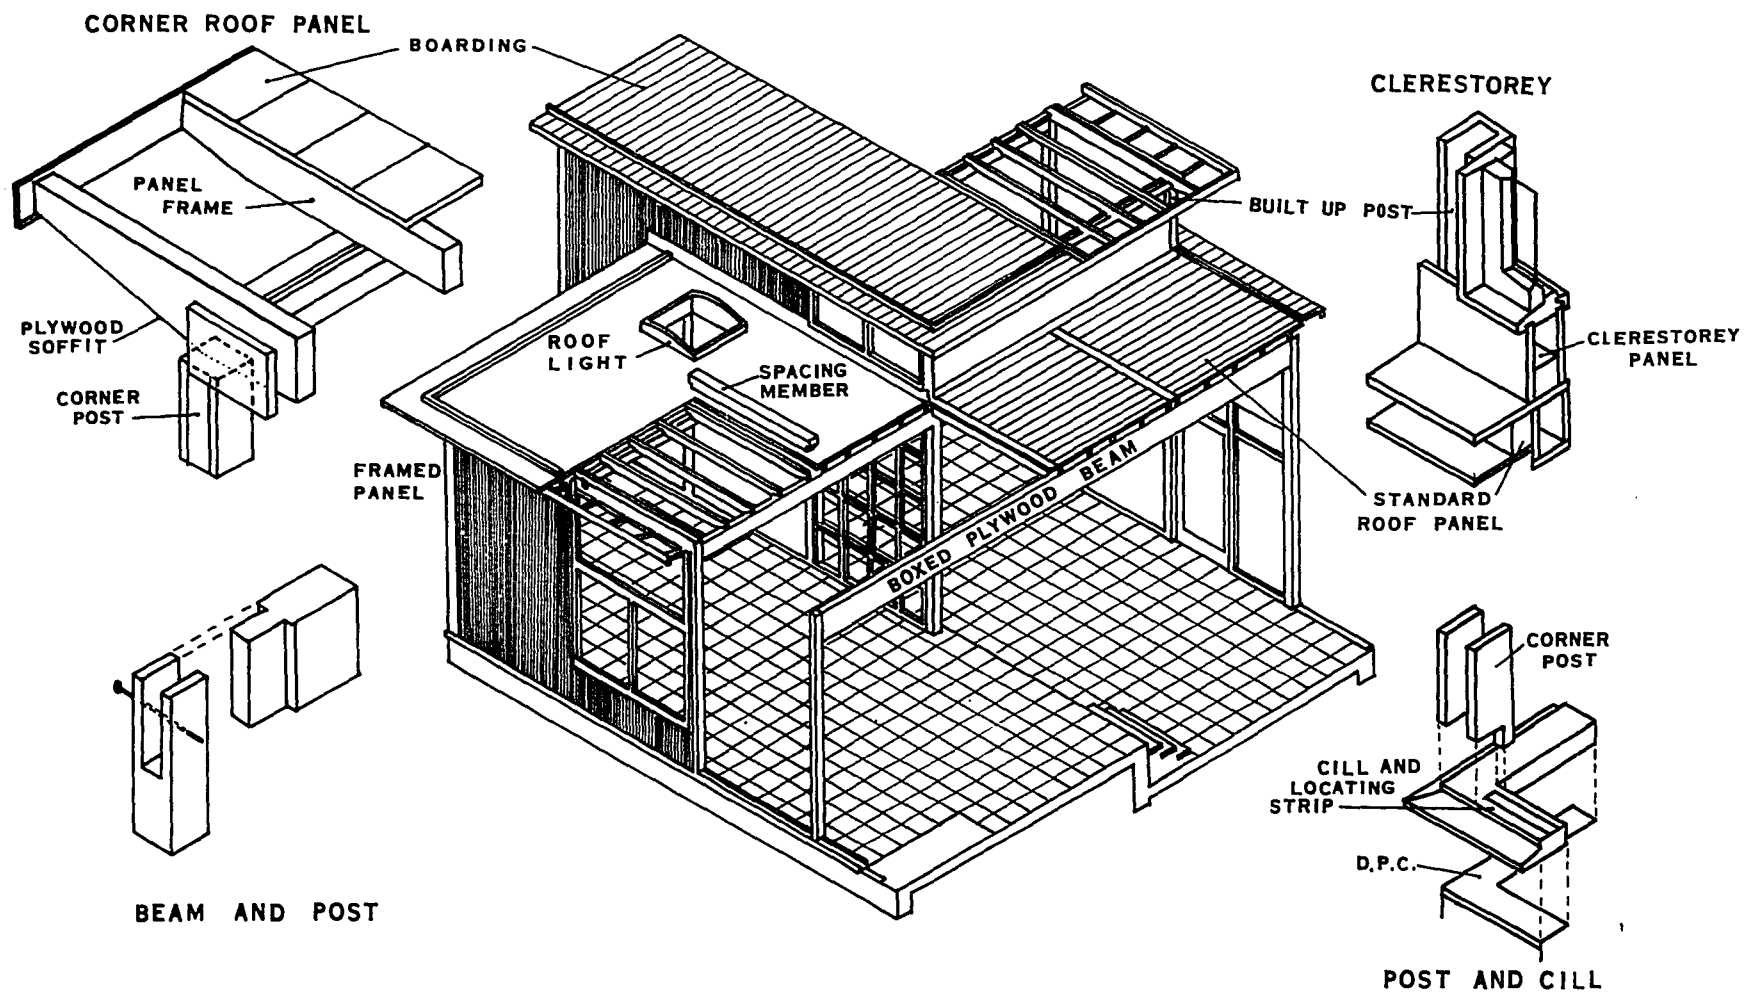 CORNER ROOF PANEL
BOARDING
PANEL
FRAME
PLYWOOD
SOFFIT
CORNER
POST
ROOF
LIGHT
SPACING
MEMBER
FRAMED
PANEL
BOXED PLYWOOD BEAM
CLERESTOREY
BUILT UP POST
CLERESTOREY
PANEL
STANDARD
ROOF PANEL
BEAM AND POST
CORNER
POST
CILL AND
LOCATING
STRIP
D.P.C.
POST AND CILL